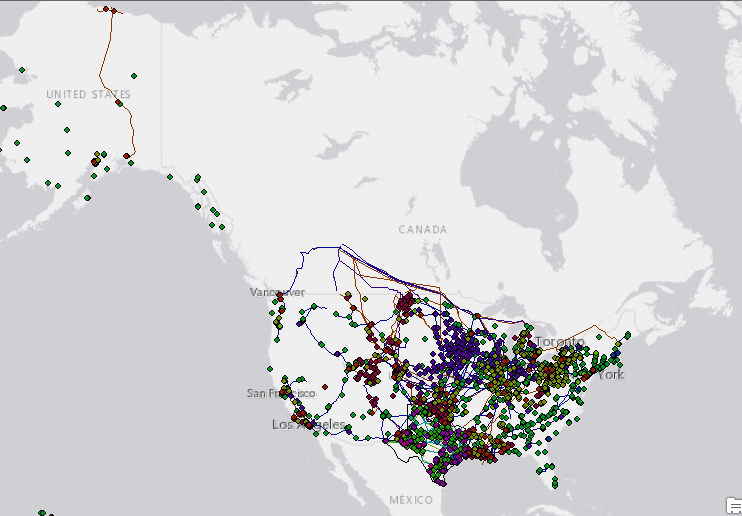 UNITED STATES
CANADA
Vancouver
Toronto
York
San Francisco
Los Angeles
MÉXICO